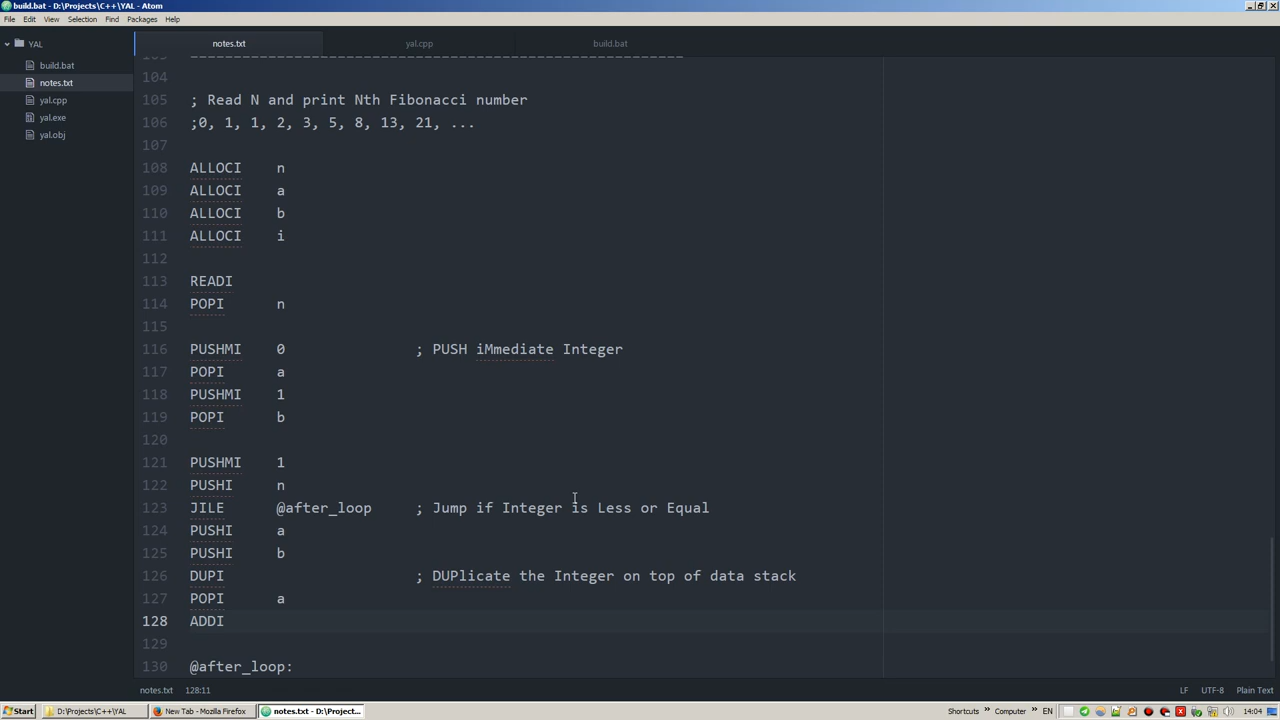 build.bat - D:\Projects\C++\YAL - Atom
File Edit View Selection Find Packages Help
YAL
build.bat
notes.txt
yal.cpp
yal.exe
yal.obj
notes.txt yal.cpp build.bat
104
105 ; Read N and print Nth Fibonacci number
106 ;0, 1, 1, 2, 3, 5, 8, 13, 21, ...
107
108 ALLOCI n
109 ALLOCI a
110 ALLOCI b
111 ALLOCI i
112
113 READI
114 POPI n
115
116 PUSHMI 0 ; PUSH iMmediate Integer
117 POPI a
118 PUSHMI 1
119 POPI b
120
121 PUSHMI 1
122 PUSHI n
123 JILE @after_loop ; Jump if Integer is Less or Equal
124 PUSHI a
125 PUSHI b
126 DUPI ; DUPlicate the Integer on top of data stack
127 POPI a
128 ADDI
129
130 @after_loop:
notes.txt 128:11 LF UTF-8 Plain Text
Start D:\Projects\C++\YAL New Tab - Mozilla Firefox notes.txt - D:\Project... Shortcuts » Computer » EN 14:04